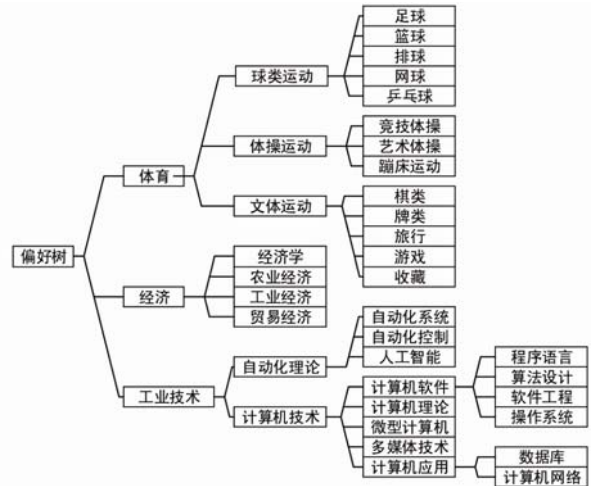 偏好树
体育
球类运动
足球
篮球
排球
网球
乒乓球
体操运动
竞技体操
艺术体操
蹦床运动
文体运动
棋类
牌类
旅行
游戏
收藏
经济
经济学
农业经济
工业经济
贸易经济
工业技术
自动化理论
自动化系统
自动化控制
人工智能
计算机技术
计算机软件
程序语言
算法设计
软件工程
操作系统
计算机理论
微型计算机
多媒体技术
计算机应用
数据库
计算机网络